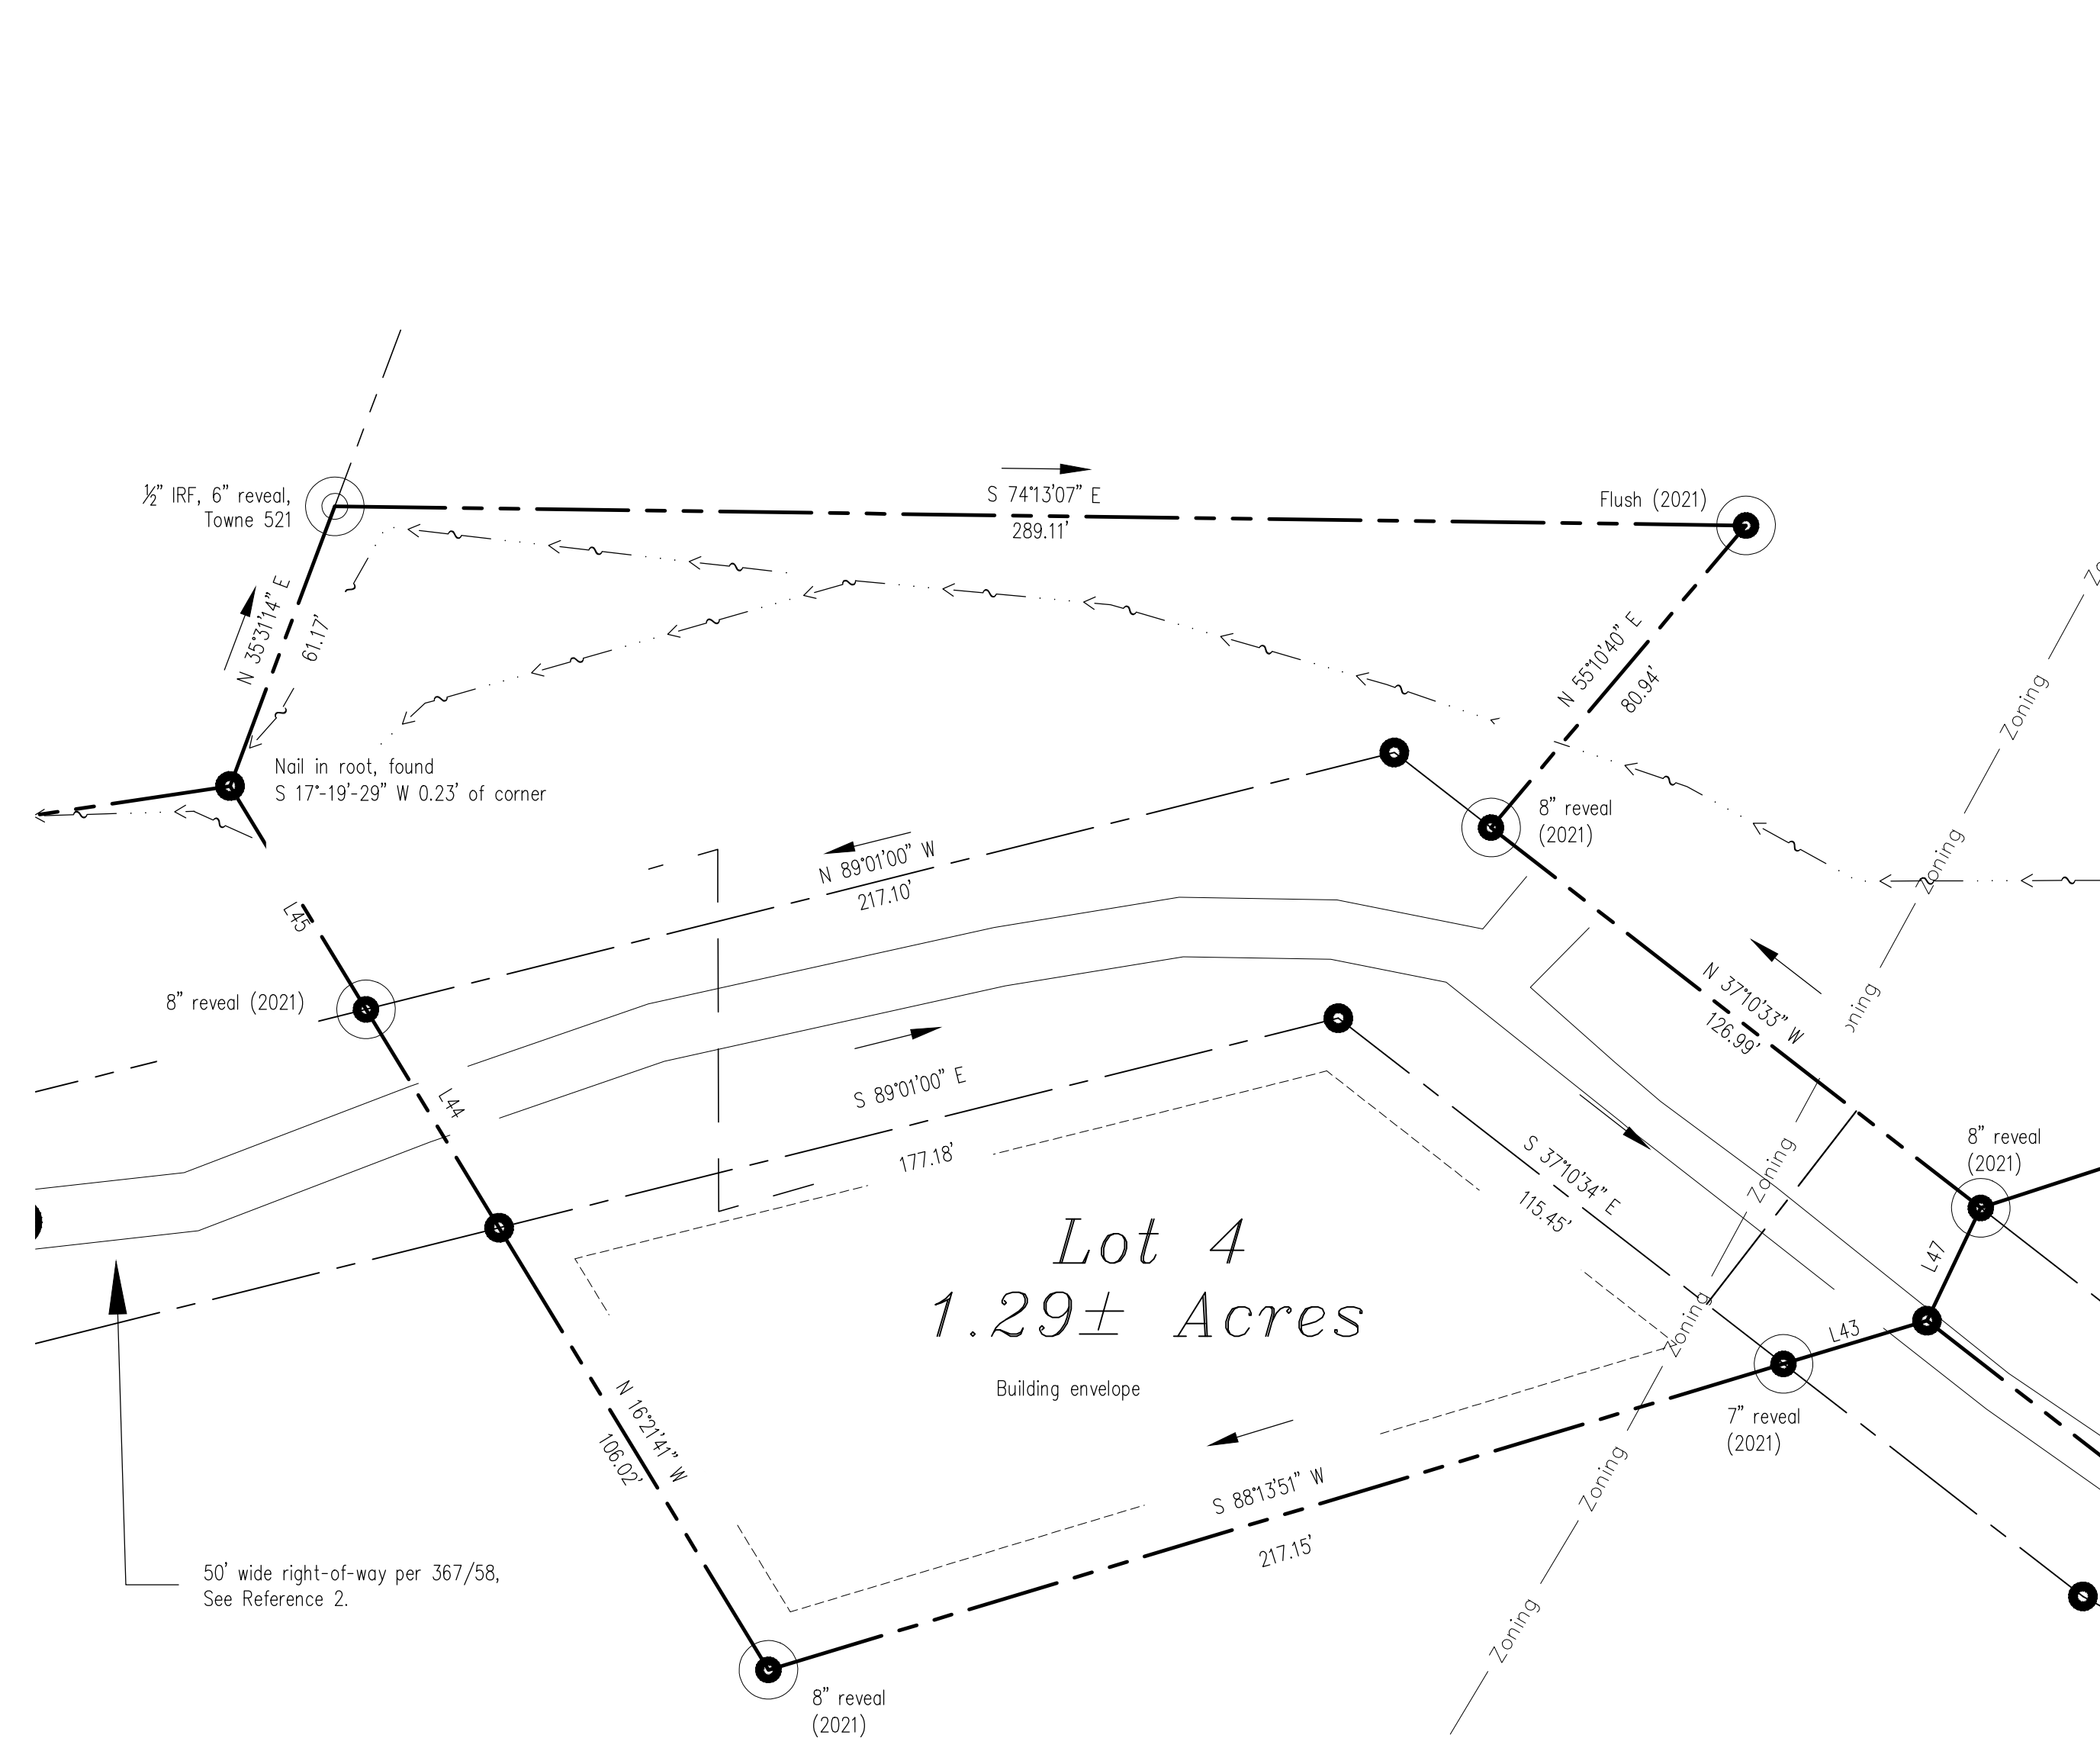 ½" IRF, 6" reveal,
Towne 521
S 74°13'07" E
289.11'
Flush (2021)
N 35°31'14" E
61.17'
N 55°10'40" E
80.94'
Zoning
Nail in root, found
S 17°-19'-29" W 0.23' of corner
8" reveal
(2021)
N 89°01'00" W
217.10'
Zoning
L45
8" reveal (2021)
N 37°10'33" W
126.99'
L44
S 89°01'00" E
177.18'
8" reveal
(2021)
Zoning
S 37°10'34" E
115.45'
Lot 4
1.29± Acres
L47
Zoning
L43
Building envelope
7" reveal
(2021)
N 16°21'41" W
106.02'
S 88°13'51" W
217.15'
Zoning
50' wide right-of-way per 367/58,
See Reference 2.
Zoning
8" reveal
(2021)